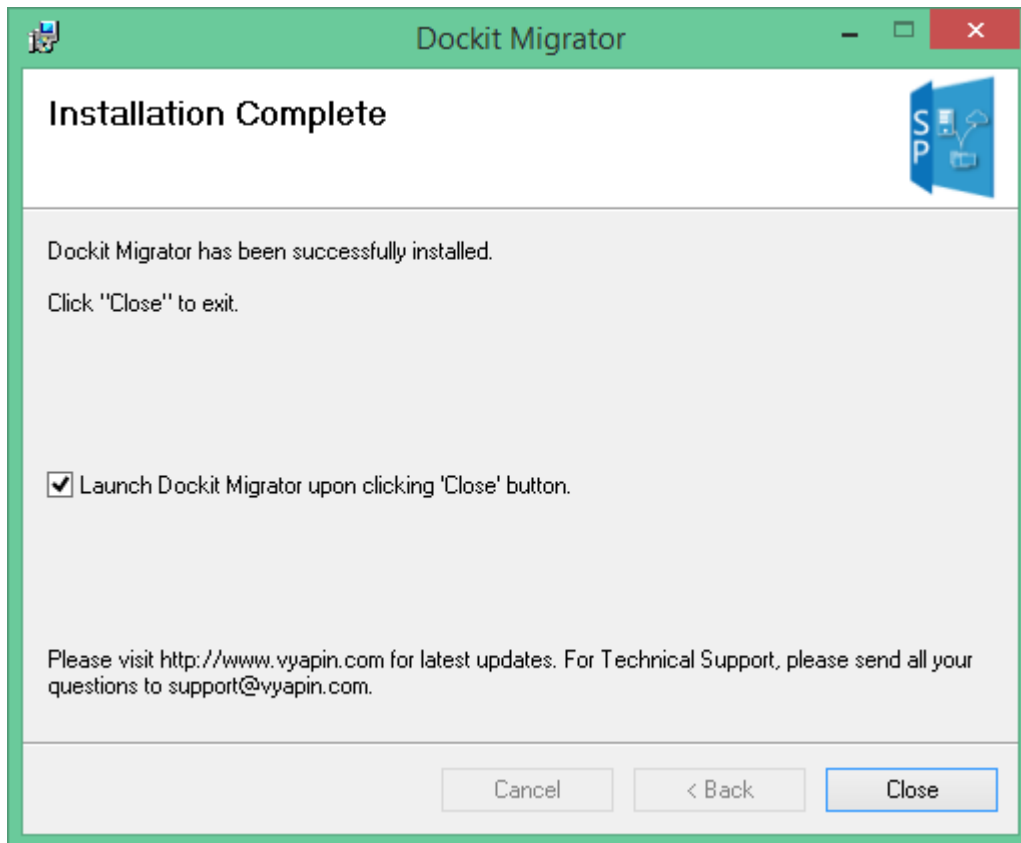 Dockit Migrator
Installation Complete
S
P
Dockit Migrator has been successfully installed.
Click "Close" to exit.
Launch Dockit Migrator upon clicking 'Close' button.
Please visit http://www.vyapin.com for latest updates. For Technical Support, please send all your
questions to support@vyapin.com.
Cancel
< Back
Close